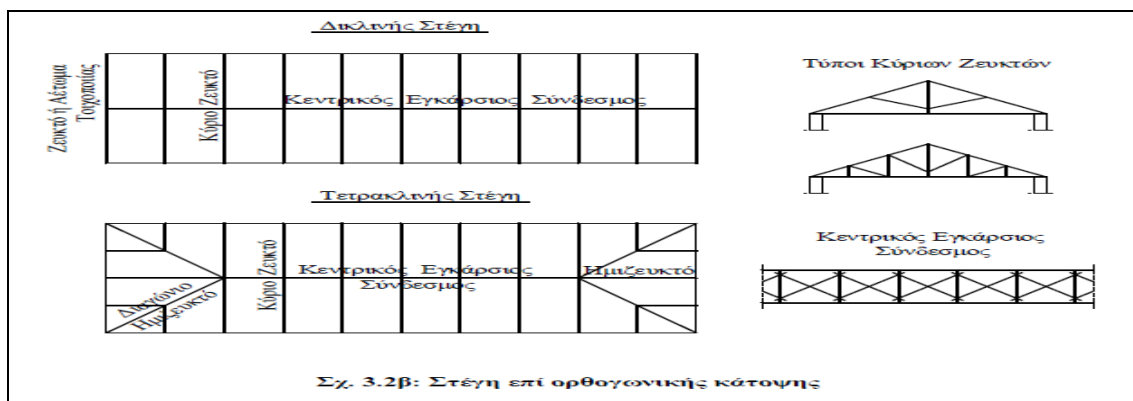 Δικλινής Στέγη
Ζευκτό ή Αέτωμα
Τοιχοποιίας
Κύριο Ζευκτό
Κεντρικός Εγκάρσιος Σύνδεσμος
Τετρακλινής Στέγη
Διαγώνιο
Ημιζευκτό
Κύριο Ζευκτό
Κεντρικός Εγκάρσιος
Σύνδεσμος
Ημιζευκτό
Τύποι Κύριων Ζευκτών
Κεντρικός Εγκάρσιος
Σύνδεσμος
Σχ. 3.2β: Στέγη επί ορθογωνικής κάτοψης